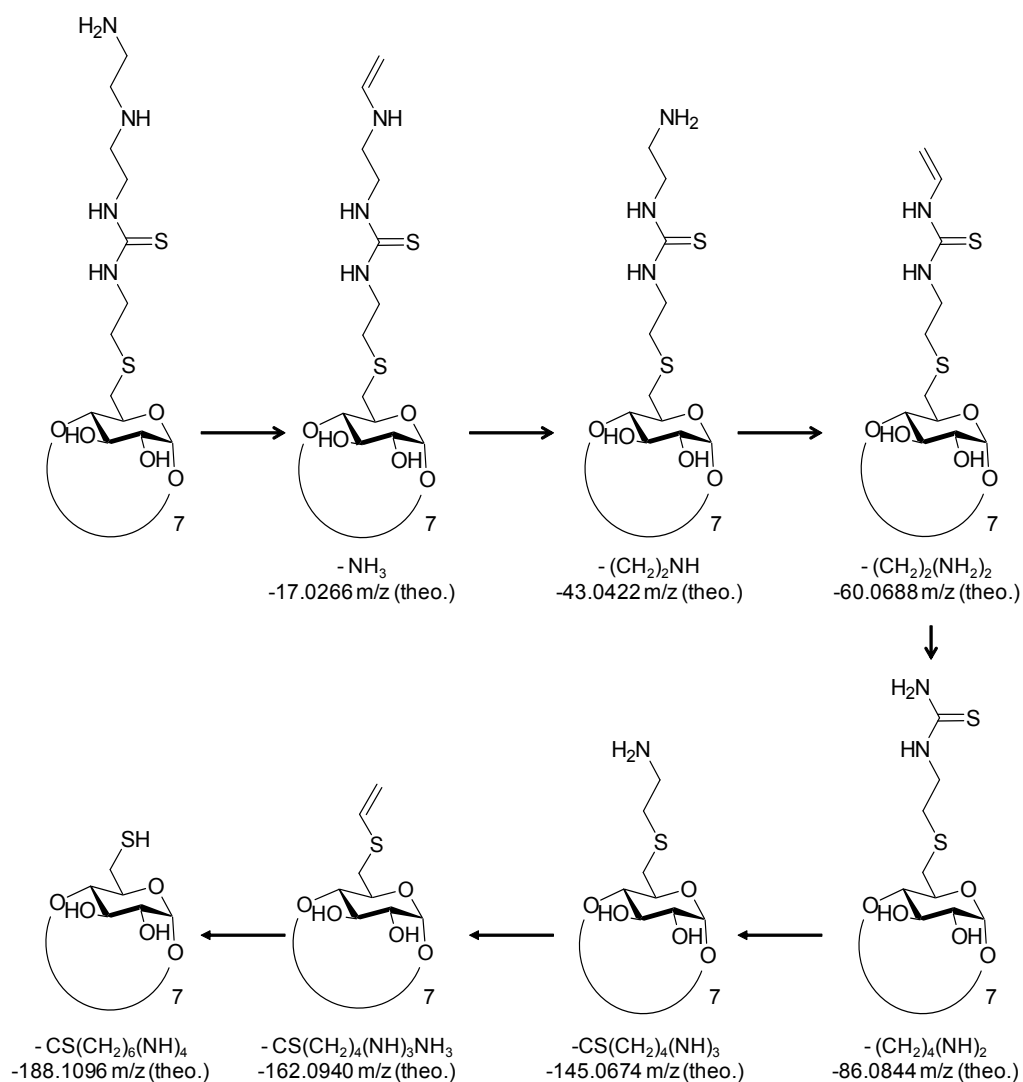 H₂N
NH
HN
S
HN
S
O
O
HO
OH
O
7
NH
HN
S
HN
S
O
O
HO
OH
O
7
- NH₃
-17.0266 m/z (theo.)
NH₂
HN
S
HN
S
O
O
HO
OH
O
7
- (CH₂)₂NH
-43.0422 m/z (theo.)
HN
S
HN
S
O
O
HO
OH
O
7
- (CH₂)₂(NH₂)₂
-60.0688 m/z (theo.)
SH
O
O
HO
OH
O
7
- CS(CH₂)₆(NH)₄
-188.1096 m/z (theo.)
S
O
O
HO
OH
O
7
- CS(CH₂)₄(NH)₃NH₃
-162.0940 m/z (theo.)
H₂N
S
O
O
HO
OH
O
7
-CS(CH₂)₄(NH)₃
-145.0674 m/z (theo.)
H₂N
S
HN
S
O
O
HO
OH
O
7
- (CH₂)₄(NH)₂
-86.0844 m/z (theo.)